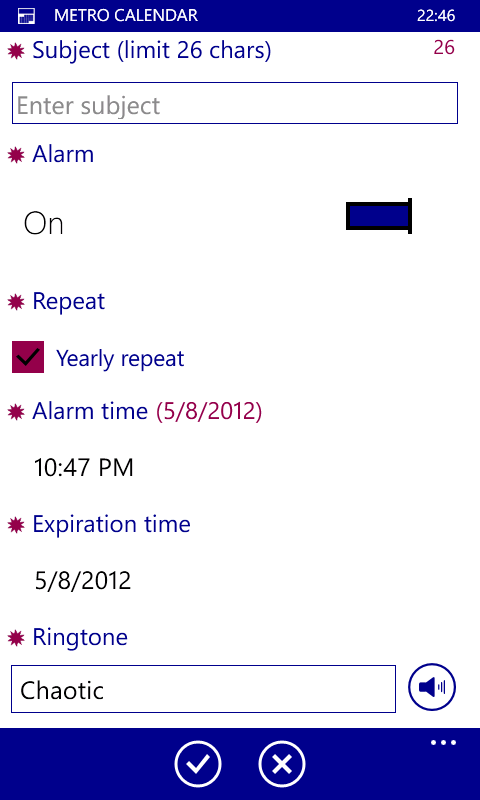 METRO CALENDAR 22:46
Subject (limit 26 chars) 26
Enter subject
Alarm
On
Repeat
Yearly repeat
Alarm time (5/8/2012)
10:47 PM
Expiration time
5/8/2012
Ringtone
Chaotic